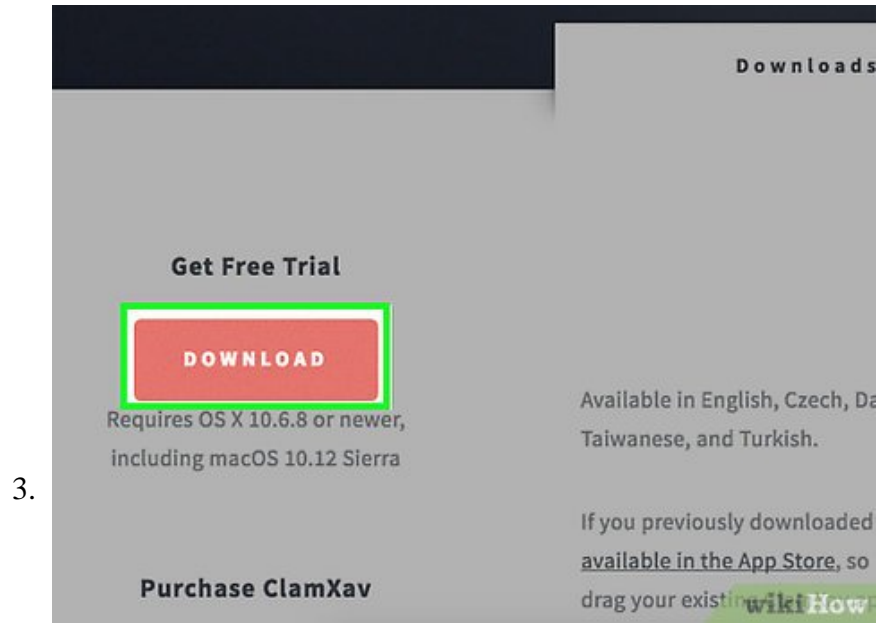 Downloads
Get Free Trial
DOWNLOAD
Requires OS X 10.6.8 or newer,
including macOS 10.12 Sierra
Available in English, Czech,
Taiwanese, and Turkish.
3.
If you previously downloaded
available in the App Store, so
Purchase ClamXav
drag your
wikiHow